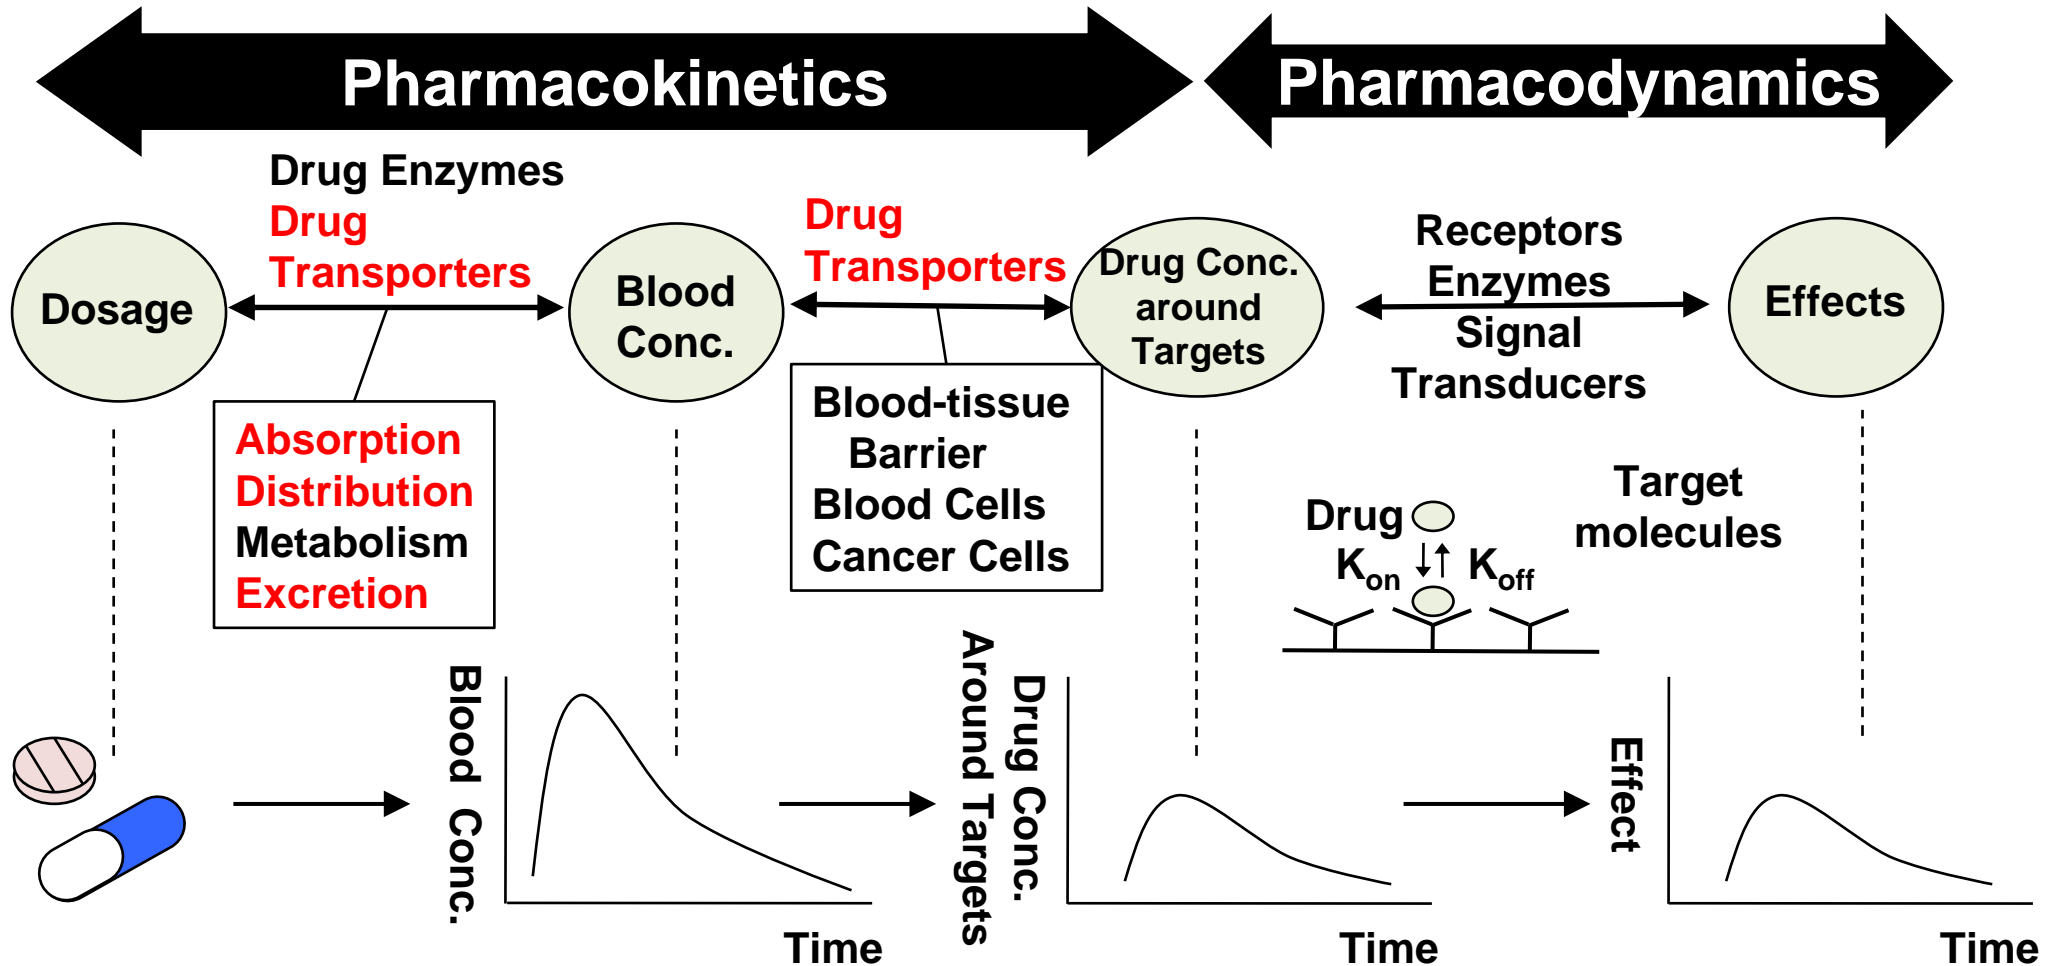 Pharmacokinetics
Pharmacodynamics
Drug Enzymes
Drug
Transporters
Drug
Transporters
Receptors
Enzymes
Signal
Transducers
Dosage
Blood
Conc.
Drug Conc.
around
Targets
Effects
Absorption
Distribution
Metabolism
Excretion
Blood-tissue
Barrier
Blood Cells
Cancer Cells
Target
molecules
Drug
Kon
Koff
Blood Conc.
Time
Drug Conc.
Around Targets
Time
Effect
Time